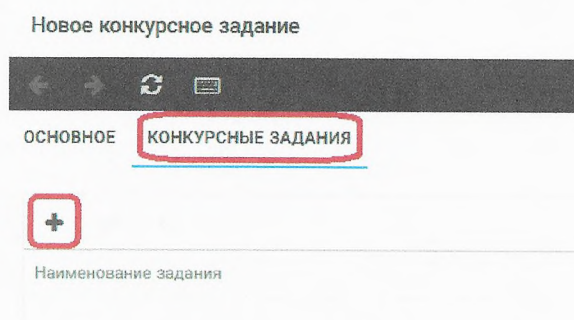 Новое конкурсное задание
ОСНОВНОЕ КОНКУРСНЫЕ ЗАДАНИЯ
Наименование задания